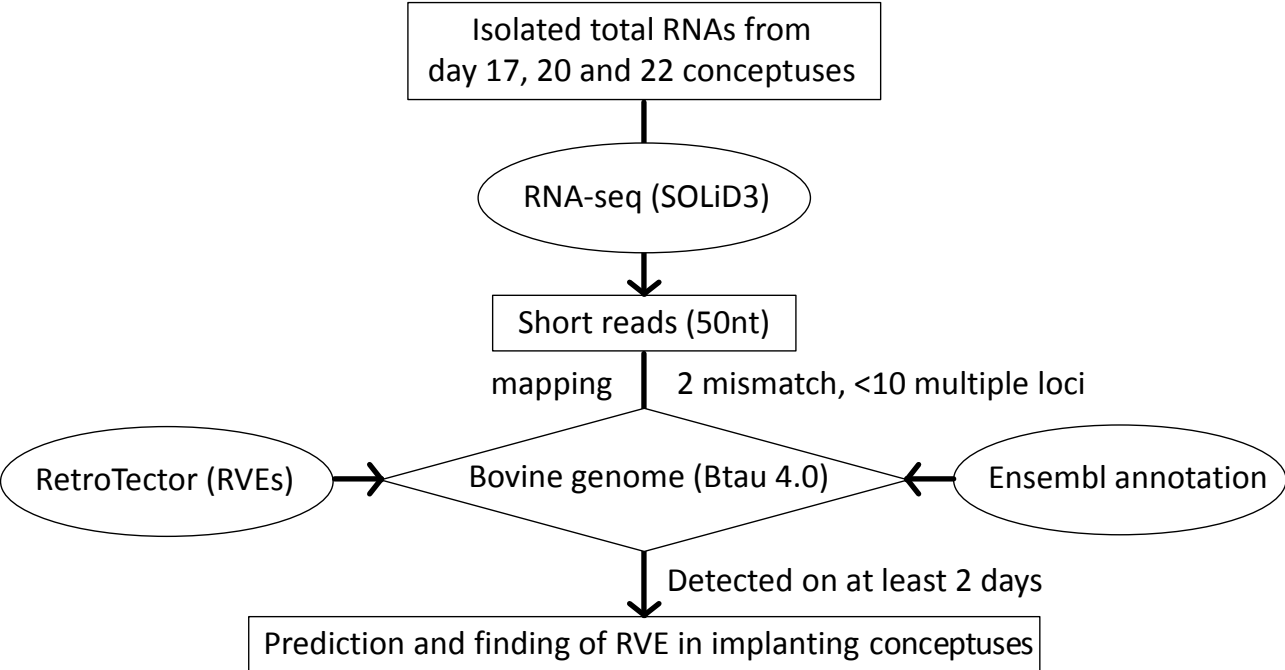 Isolated total RNAs from
day 17, 20 and 22 conceptuses
RNA-seq (SOLiD3)
Short reads (50nt)
mapping
2 mismatch, <10 multiple loci
RetroTector (RVEs)
Bovine genome (Btau 4.0)
Ensembl annotation
Detected on at least 2 days
Prediction and finding of RVE in implanting conceptuses